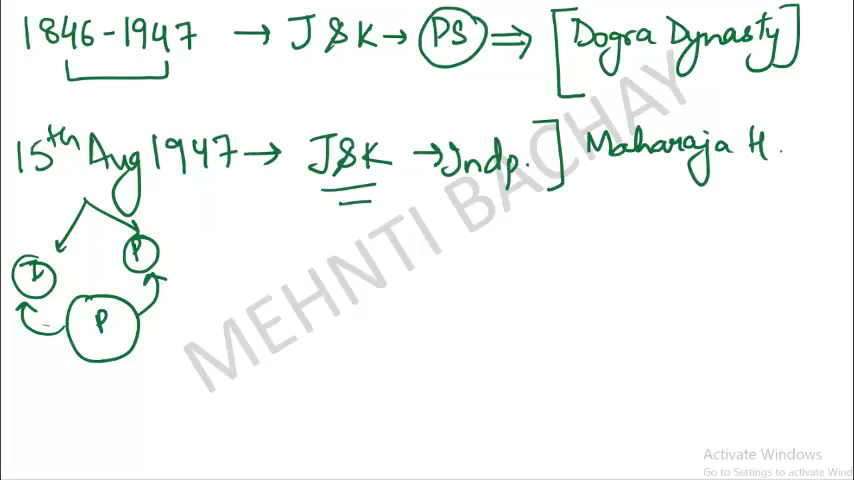 1846-1947 → J&K → PS ⇒ [Dogra Dynasty]
15th Aug 1947 → J&K → Indp.] Maharaja H.
I P
P
MEHNTI BACHAY
Activate Windows
Go to Settings to activate Wind